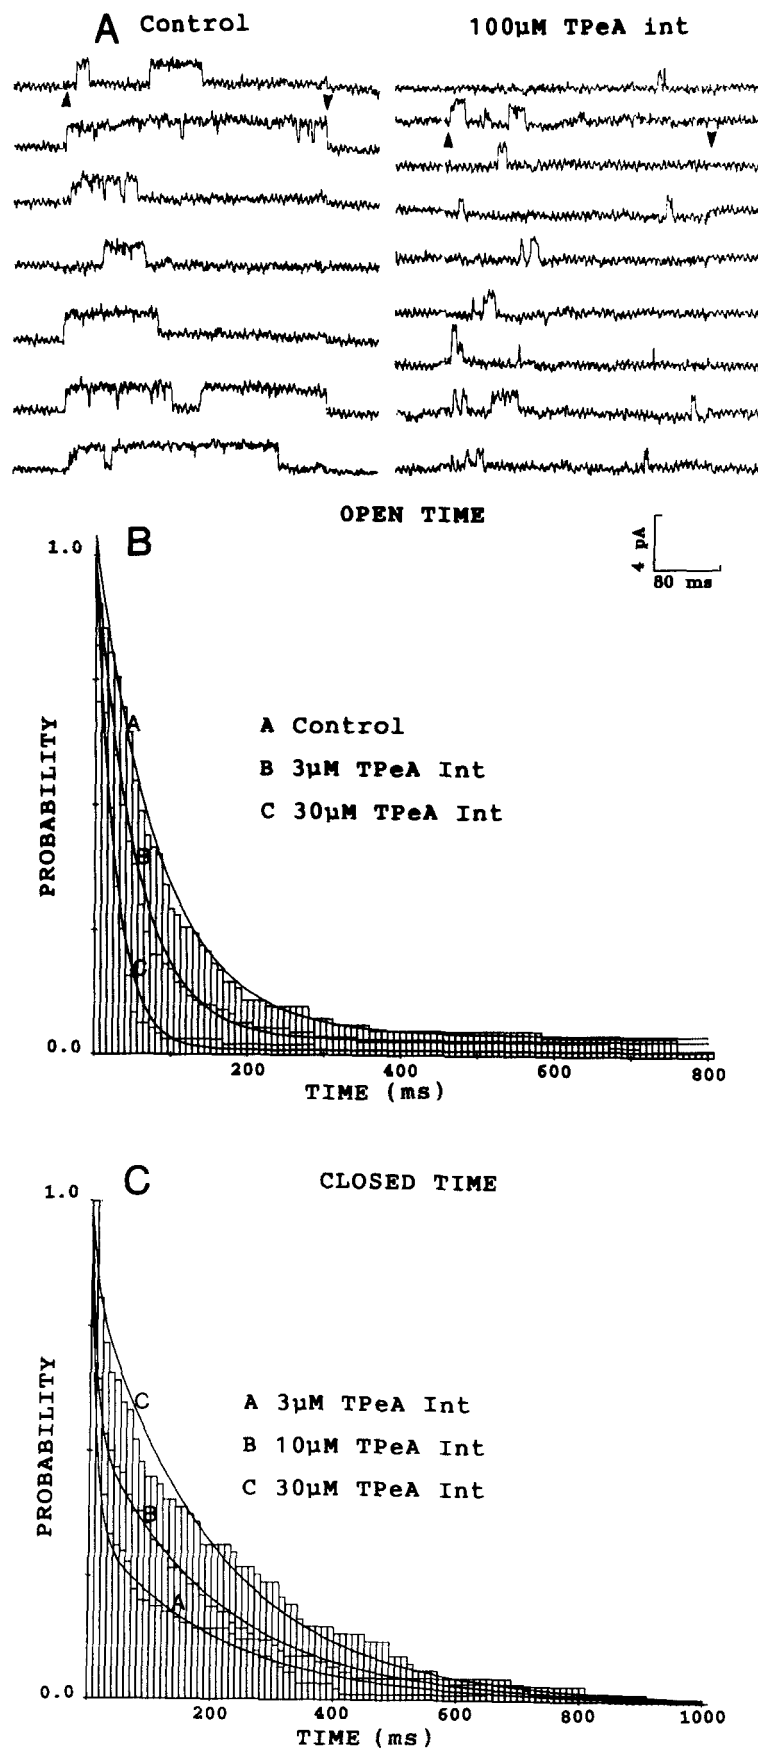 A Control 100µM TPeA int
OPEN TIME
4 pA
80 ms
B
1.0
A
B
C
A Control
B 3µM TPeA Int
C 30µM TPeA Int
PROBABILITY
0.0
200 400 600 800
TIME (ms)
C CLOSED TIME
1.0
C
B
A
A 3µM TPeA Int
B 10µM TPeA Int
C 30µM TPeA Int
PROBABILITY
0.0
200 400 600 800 1000
TIME (ms)